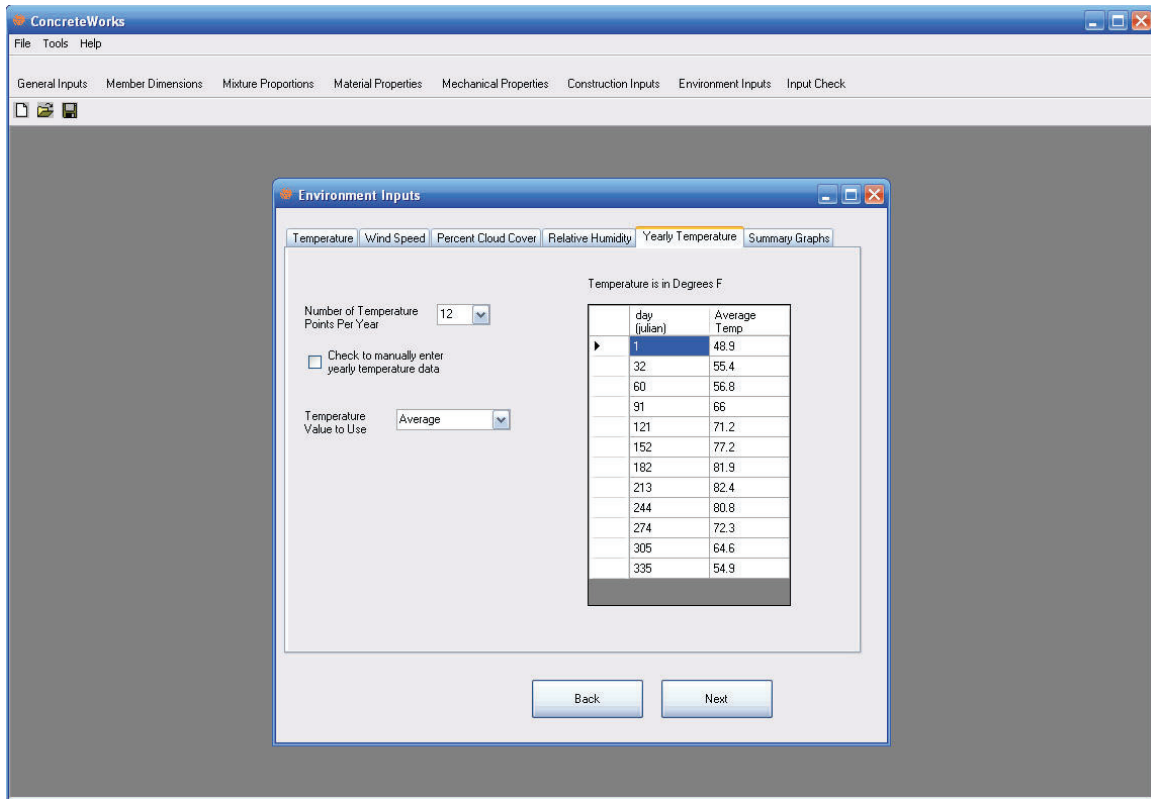 ConcreteWorks
File Tools Help
General Inputs Member Dimensions Mixture Proportions Material Properties Mechanical Properties Construction Inputs Environment Inputs Input Check
Environment Inputs
Temperature Wind Speed Percent Cloud Cover Relative Humidity Yearly Temperature Summary Graphs
Temperature is in Degrees F
Number of Temperature
Points Per Year
12
Check to manually enter
yearly temperature data
Temperature
Value to Use
Average
day
(julian)
Average
Temp
1 48.9
32 55.4
60 56.8
91 66
121 71.2
152 77.2
182 81.9
213 82.4
244 80.8
274 72.3
305 64.6
335 54.9
Back Next